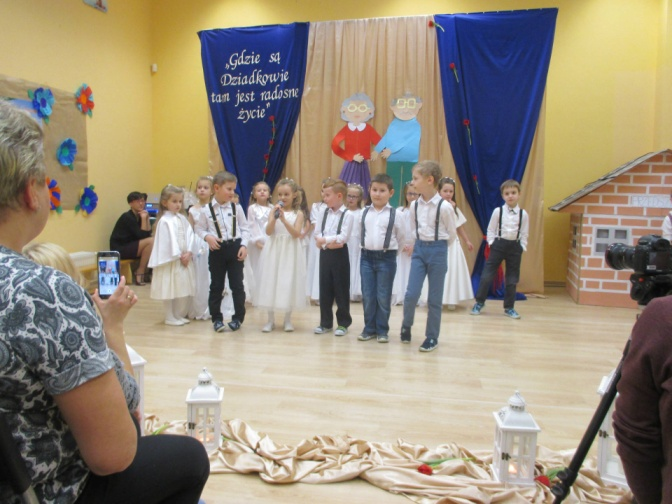 „Gdzie są
Dziadkowie
tam jest radosne
życie"